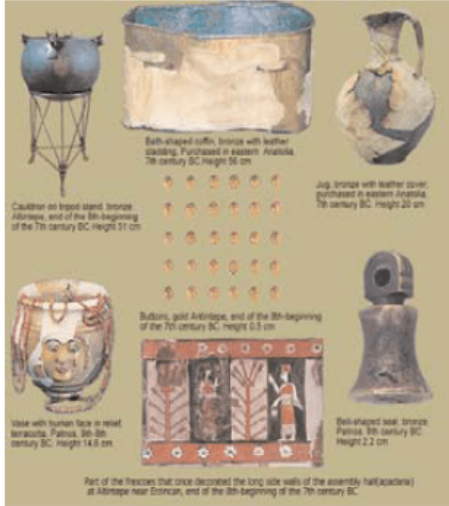 Bath-shaped coffin, bronze with leather
cladding, Purchased in eastern Anatolia,
7th century BC Height 56 cm
Jug, bronze with leather cover,
purchased in eastern Anatolia,
7th century BC. Height 20 cm
Cauldron on tripod stand, bronze
Altintepe, end of the 8th-beginning
of the 7th century BC Height 51 cm
Buttons, gold Altintepe, end of the 8th-beginning
of the 7th century BC. Height 0.5 cm
Vase with human face in relief,
terracotta, Patnos,
century BC. Height 14.8 cm
Bell-shaped seal, bronze,
Patnos, 8th century BC.
Height 2.2 cm
Part of the frescoes that once decorated the long side walls of the assembly hall(apadana)
at Altintepe near Erzincan, end of the 8th-beginning of the 7th century BC